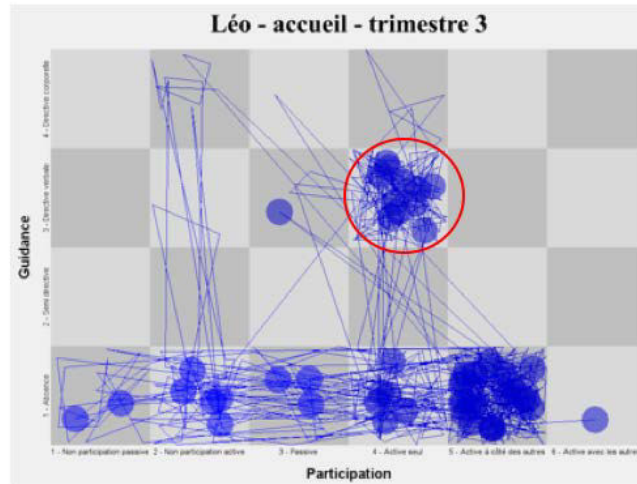 Léo - accueil - trimestre 3
4 - Directive corporelle
3 - Directive verbale
2 - Semi directive
1 - Absence
Guidance
1 - Non participation passive
2 - Non participation active
3 - Passive
4 - Active seul
5 - Active à côté des autres
6 - Active avec les autres
Participation